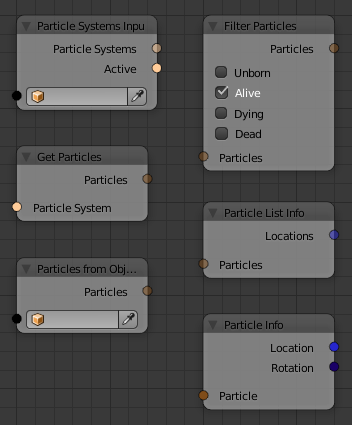 Particle Systems Inpu
Particle Systems
Active
Get Particles
Particles
Particle System
Particles from Obj...
Particles
Filter Particles
Particles
Unborn
Alive
Dying
Dead
Particles
Particle List Info
Locations
Particles
Particle Info
Location
Rotation
Particle